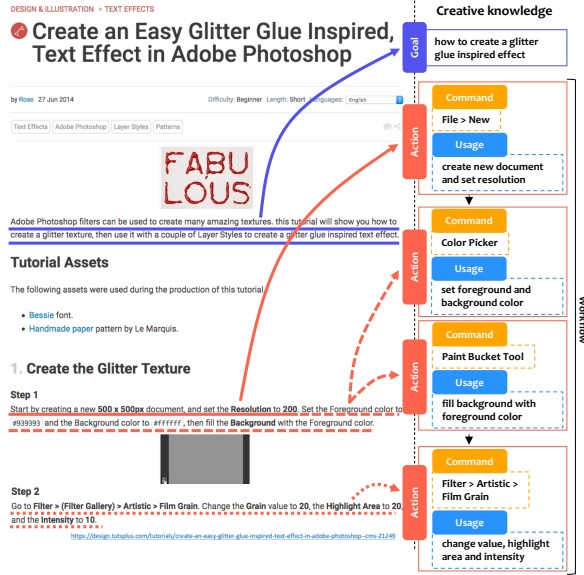 DESIGN & ILLUSTRATION > TEXT EFFECTS
Create an Easy Glitter Glue Inspired,
Text Effect in Adobe Photoshop
by Rose 27 Jun 2014
Difficulty: Beginner Length: Short Languages: English
Text Effects Adobe Photoshop Layer Styles Patterns
FABU
LOUS
Adobe Photoshop filters can be used to create many amazing textures. this tutorial will show you how to
create a glitter texture, then use it with a couple of Layer Styles to create a glitter glue inspired text effect.
Tutorial Assets
The following assets were used during the production of this tutorial
• Bessie font.
• Handmade paper pattern by Le Marquis.
1. Create the Glitter Texture
Step 1
Start by creating a new 500 x 500px document, and set the Resolution to 200. Set the Foreground color to
#939393 and the Background color to #ffffff, then fill the Background with the Foreground color.
Step 2
Go to Filter > (Filter Gallery) > Artistic > Film Grain. Change the Grain value to 20, the Highlight Area to 20,
and the Intensity to 10.
https://design.tutsplus.com/tutorials/create-an-easy-glitter-glue-inspired-text-effect-in-adobe-photoshop--cms-21249
Creative knowledge
Goal
how to create a glitter
glue inspired effect
Action
Command
File > New
Usage
create new document
and set resolution
Action
Command
Color Picker
Usage
set foreground and
background color
Action
Command
Paint Bucket Tool
Usage
fill background with
foreground color
Action
Command
Filter > Artistic >
Film Grain
Usage
change value, highlight
area and intensity
Workflow